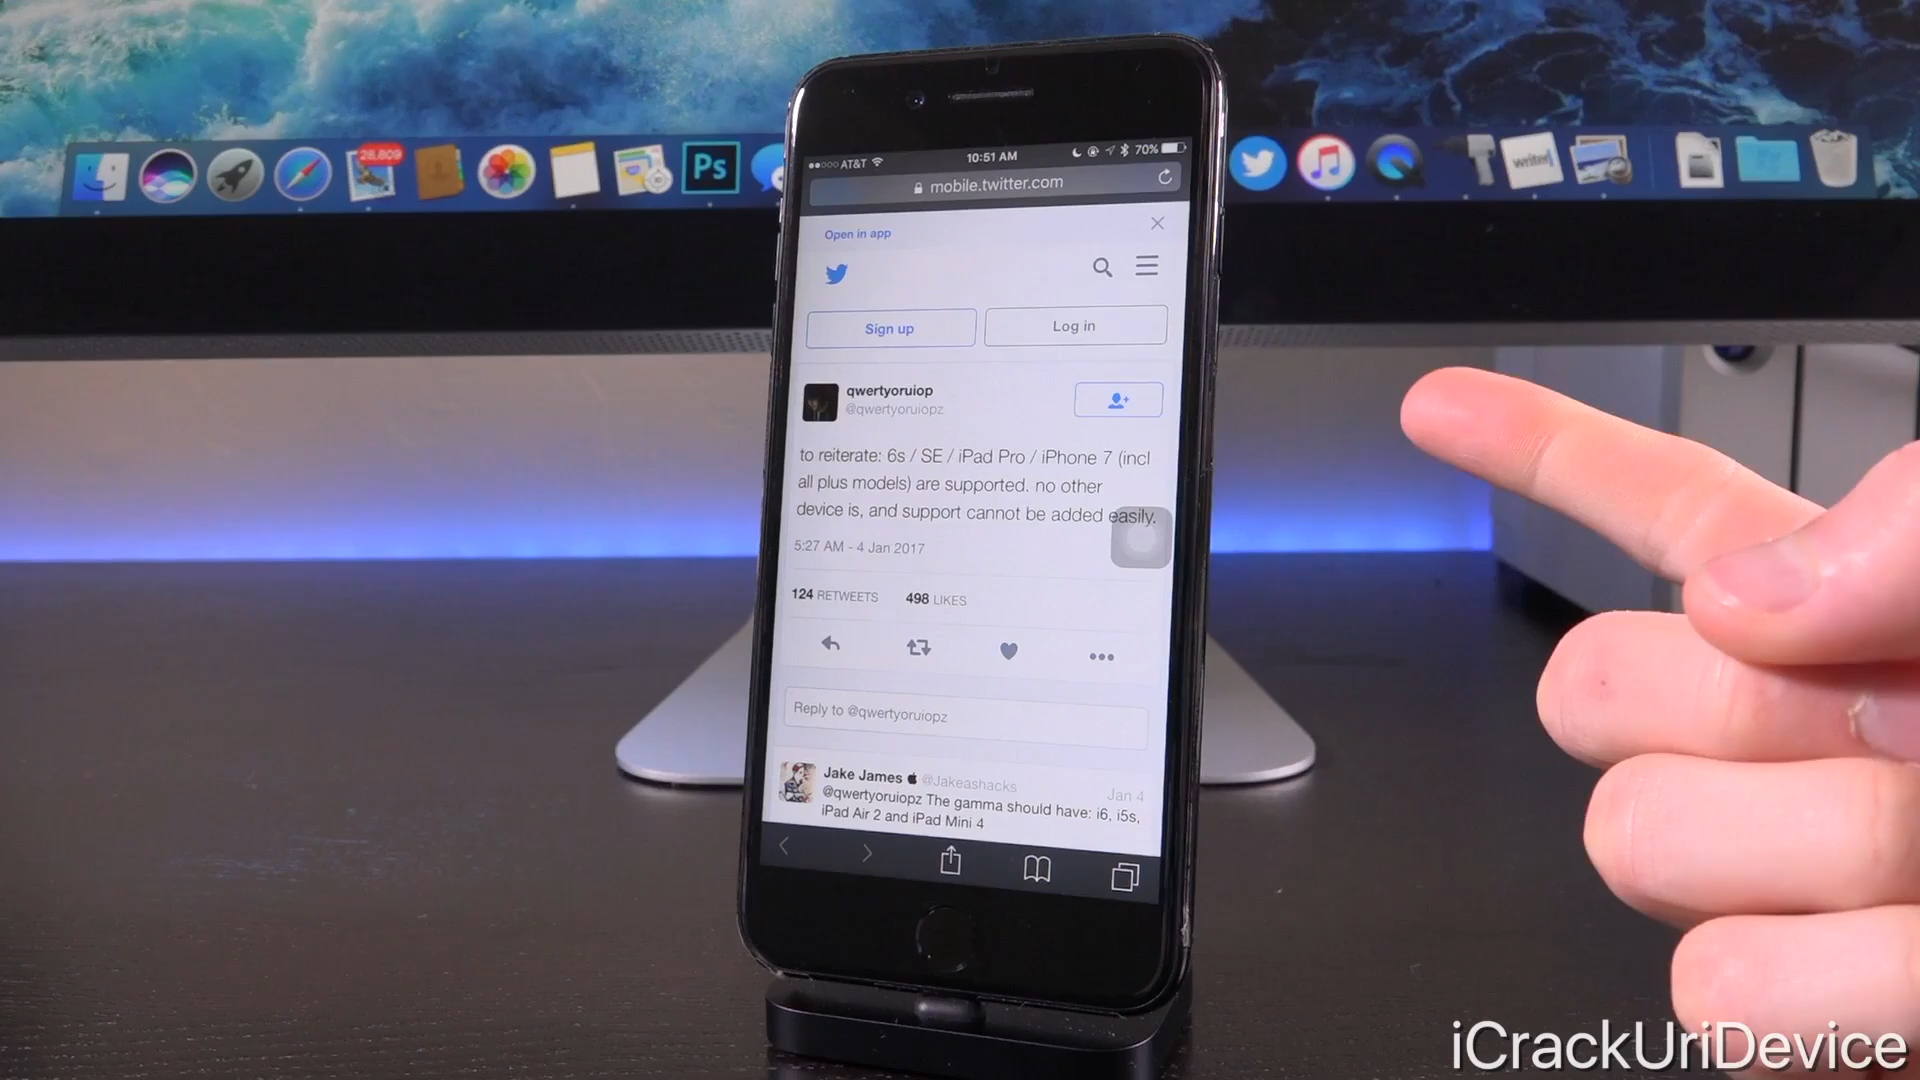 28,809
Ps
writer
AT&T
10:51 AM
70%
mobile.twitter.com
Open in app
Sign up
Log in
qwertyoruiop
@qwertyoruiopz
to reiterate: 6s / SE / iPad Pro / iPhone 7 (incl
all plus models) are supported. no other
device is, and support cannot be added easily.
5:27 AM - 4 Jan 2017
124 RETWEETS 498 LIKES
Reply to @qwertyoruiopz
Jake James @Jakeashacks Jan 4
@qwertyoruiopz The gamma should have: i6, i5s,
iPad Air 2 and iPad Mini 4
iCrackUriDevice